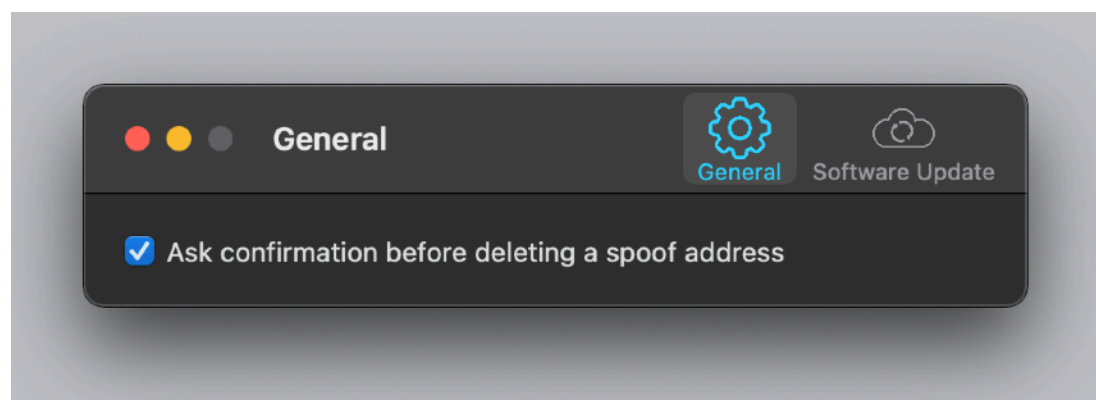 General
General
Software Update
Ask confirmation before deleting a spoof address